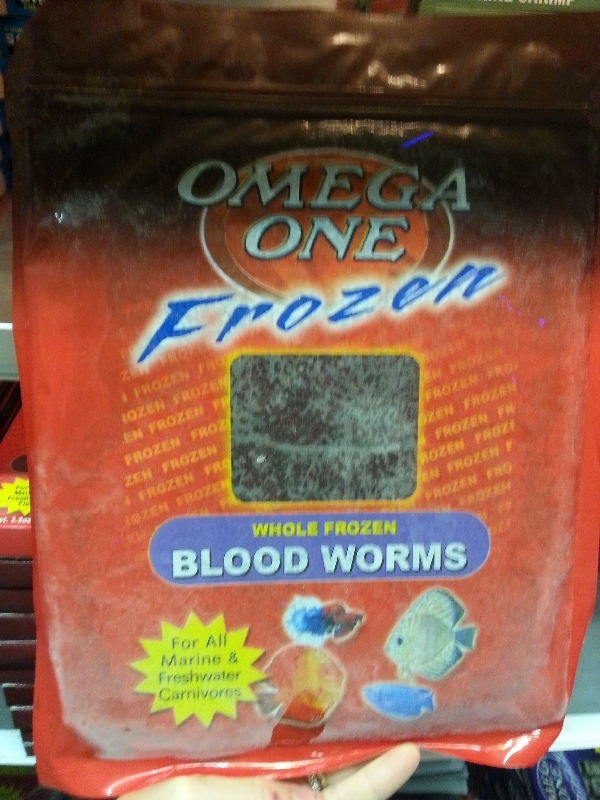 OMEGA
ONE
Frozen
WHOLE FROZEN
BLOOD WORMS
For All
Marine &
Freshwater
Carnivores